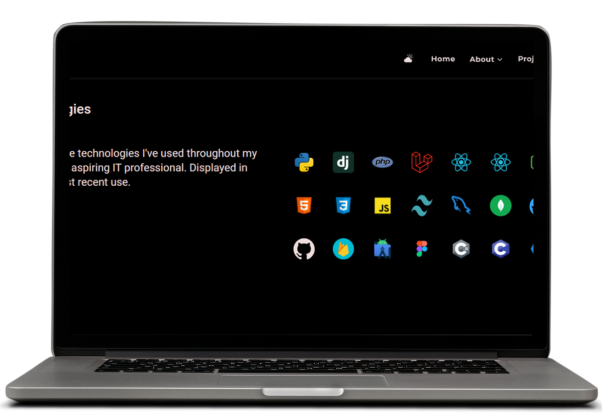 Home About Proj
gies
e technologies I've used throughout my
aspiring IT professional. Displayed in
st recent use.
dj php
5 3 JS
C C